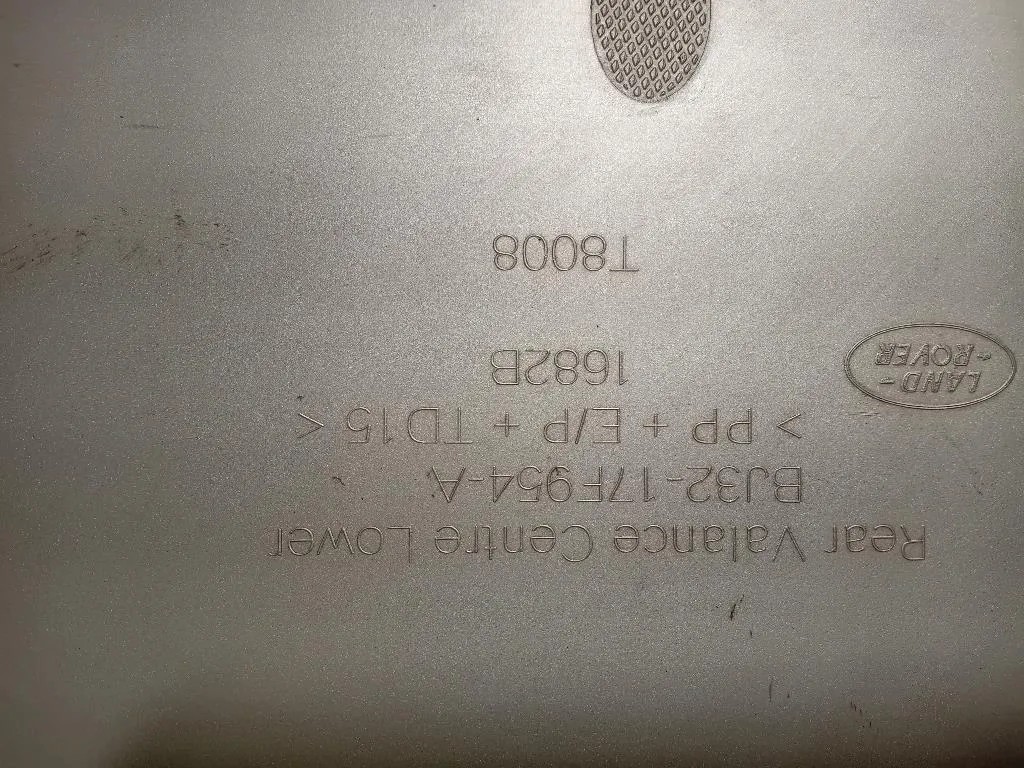 Rear Valance Centre Lower
BJ32-17F954-A
> PP + E/P + TD15 <
1682B
T8008
LAND-
-ROVER